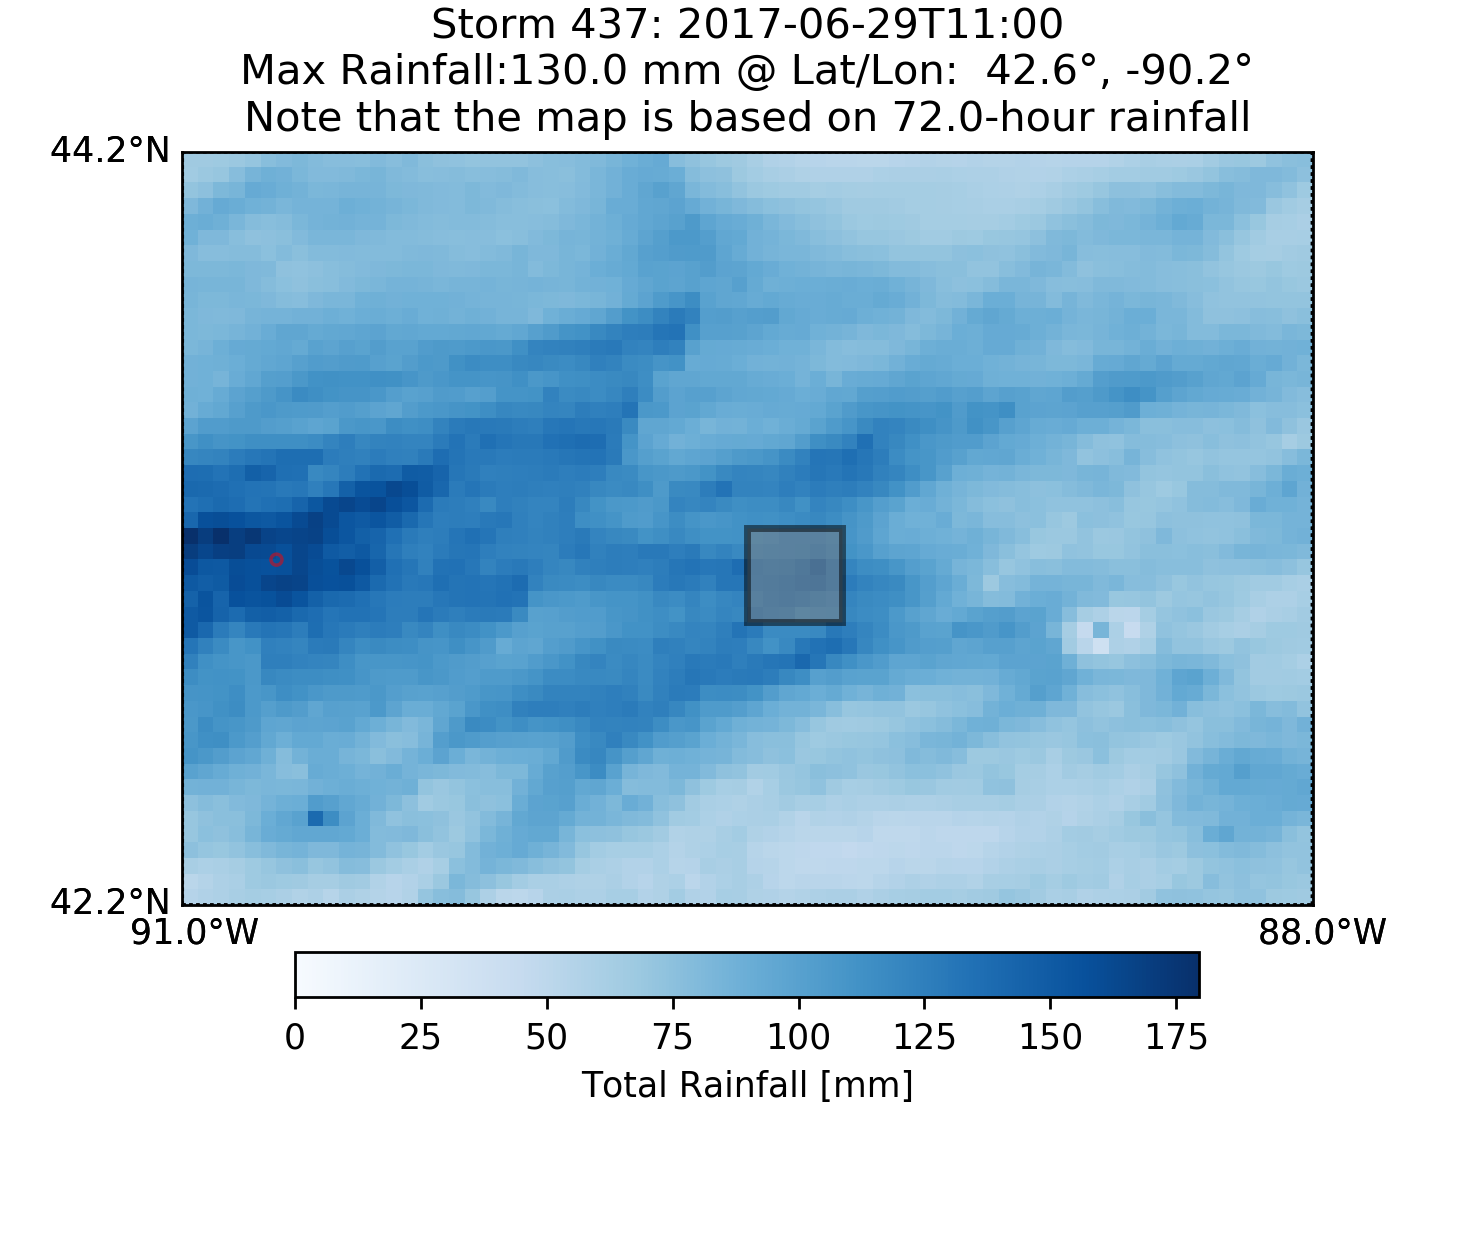 Storm 437: 2017-06-29T11:00
Max Rainfall:130.0 mm @ Lat/Lon:  42.6°, -90.2°
Note that the map is based on 72.0-hour rainfall
44.2°N
42.2°N
91.0°W 88.0°W
0 25 50 75 100 125 150 175
Total Rainfall [mm]